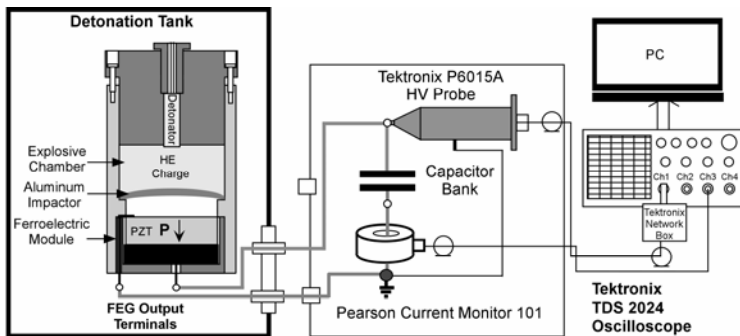 Detonation Tank
Detonator
Explosive
Chamber
HE
Charge
Aluminum
Impactor
Ferroelectric
Module
PZT P
FEG Output
Terminals
Tektronix P6015A
HV Probe
Capacitor
Bank
Pearson Current Monitor 101
PC
Ch1 Ch2 Ch3 Ch4
Tektronix
Network
Box
Tektronix
TDS 2024
Oscilloscope